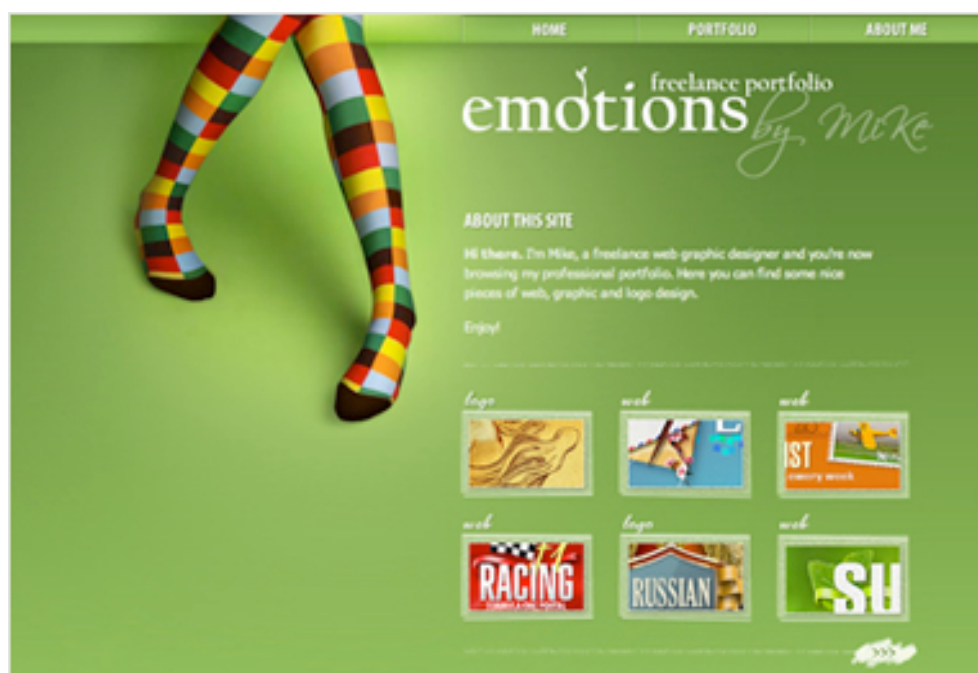 HOME PORTFOLIO ABOUT ME
freelance portfolio
emotions by Mike
ABOUT THIS SITE
Hi there. I'm Mike, a freelance web graphic designer and you're now
browsing my professional portfolio. Here you can find some nice
pieces of web, graphic and logo design.
Enjoy!
logo web web
IST
emory week
web logo web
RACING RUSSIAN SU
>>>